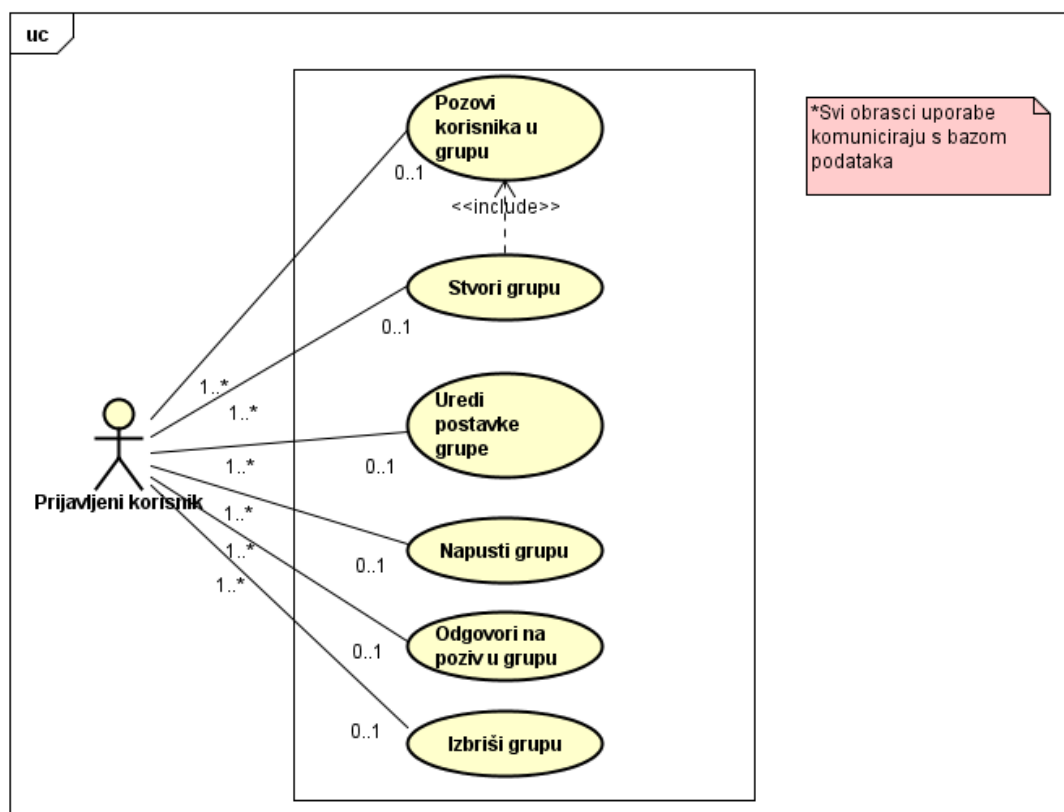 uc
Pozovi
korisnika u
grupu
*Svi obrasci uporabe
komuniciraju s bazom
podataka
0..1
<<include>>
Stvori grupu
0..1
1..*
1..*
Uredi
postavke
grupe
1..*
0..1
Prijavljeni korisnik
1..*
Napusti grupu
1..*
0..1
1..*
Odgovori na
poziv u grupu
0..1
0..1
Izbriši grupu